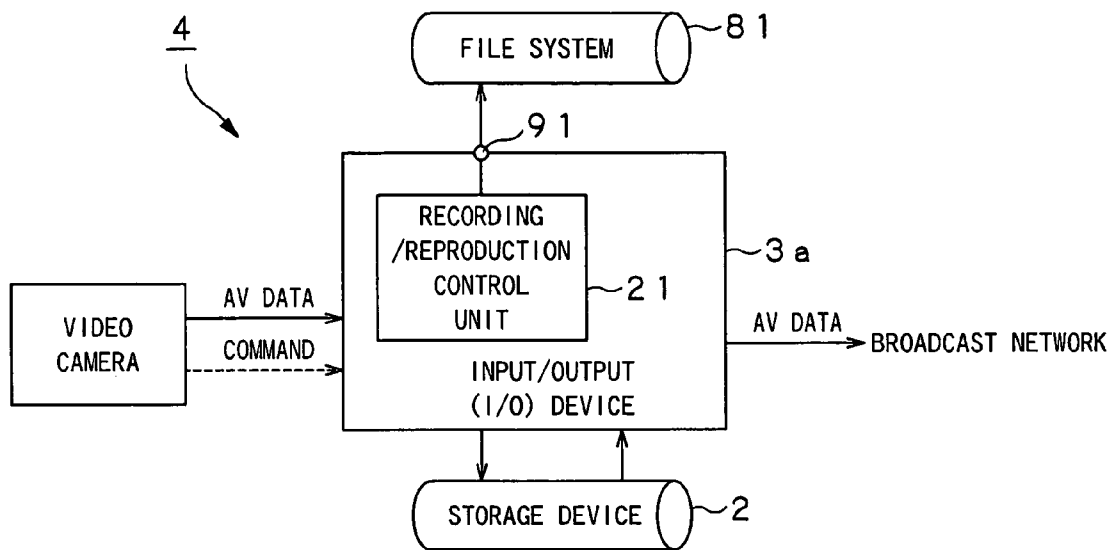 4
FILE SYSTEM
81
91
RECORDING
/REPRODUCTION
CONTROL
UNIT
21
3a
VIDEO
CAMERA
AV DATA
COMMAND
INPUT/OUTPUT
(I/O) DEVICE
AV DATA
BROADCAST NETWORK
STORAGE DEVICE
2